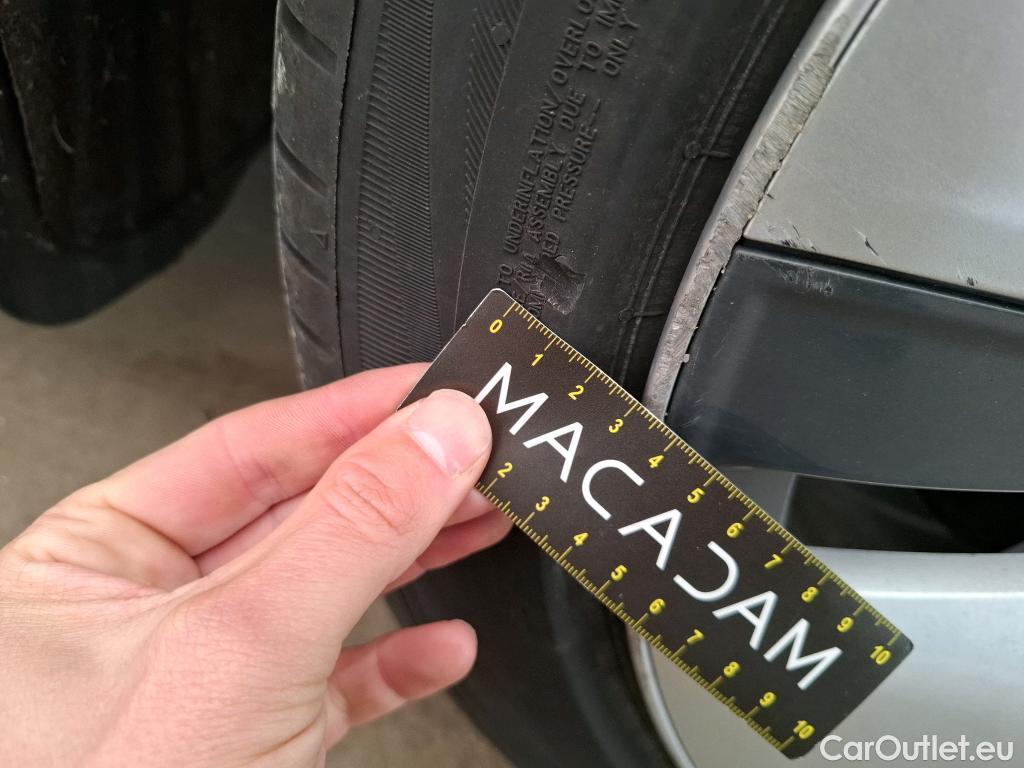 TO UNDERINFLATION/
ASSEMBLY DUE TO
PRESSURE—
ONLY
0 1 2 3 4 5 6 7 8 9 10
MACADAM
2 3 4 5 6 7 8 9 10
CarOutlet.eu